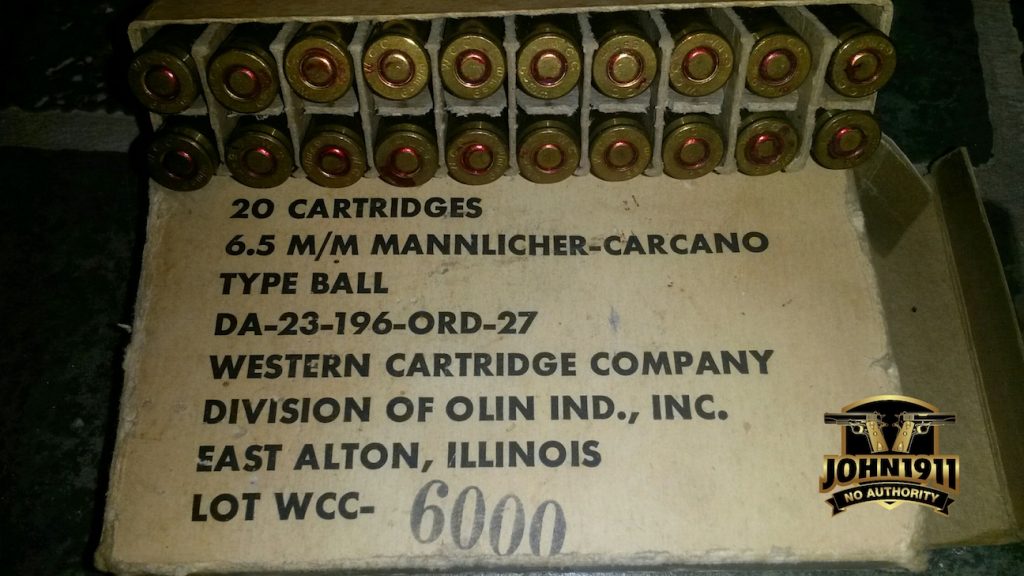 20 CARTRIDGES
6.5 M/M MANNLICHER-CARCANO
TYPE BALL
DA-23-196-ORD-27
WESTERN CARTRIDGE COMPANY
DIVISION OF OLIN IND., INC.
EAST ALTON, ILLINOIS
LOT WCC- 6000
JOHN1911
NO AUTHORITY